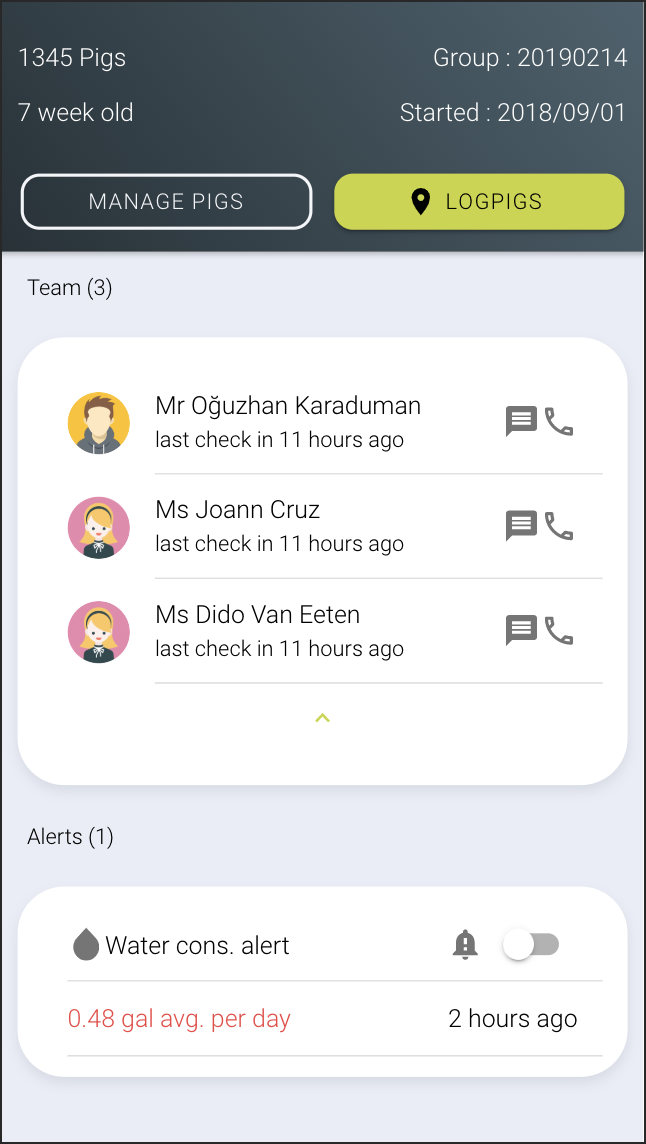 1345 Pigs
Group : 20190214
7 week old
Started : 2018/09/01
MANAGE PIGS
LOGPIGS
Team (3)
Mr Oğuzhan Karaduman
last check in 11 hours ago
Ms Joann Cruz
last check in 11 hours ago
Ms Dido Van Eeten
last check in 11 hours ago
Alerts (1)
Water cons. alert
0.48 gal avg. per day
2 hours ago